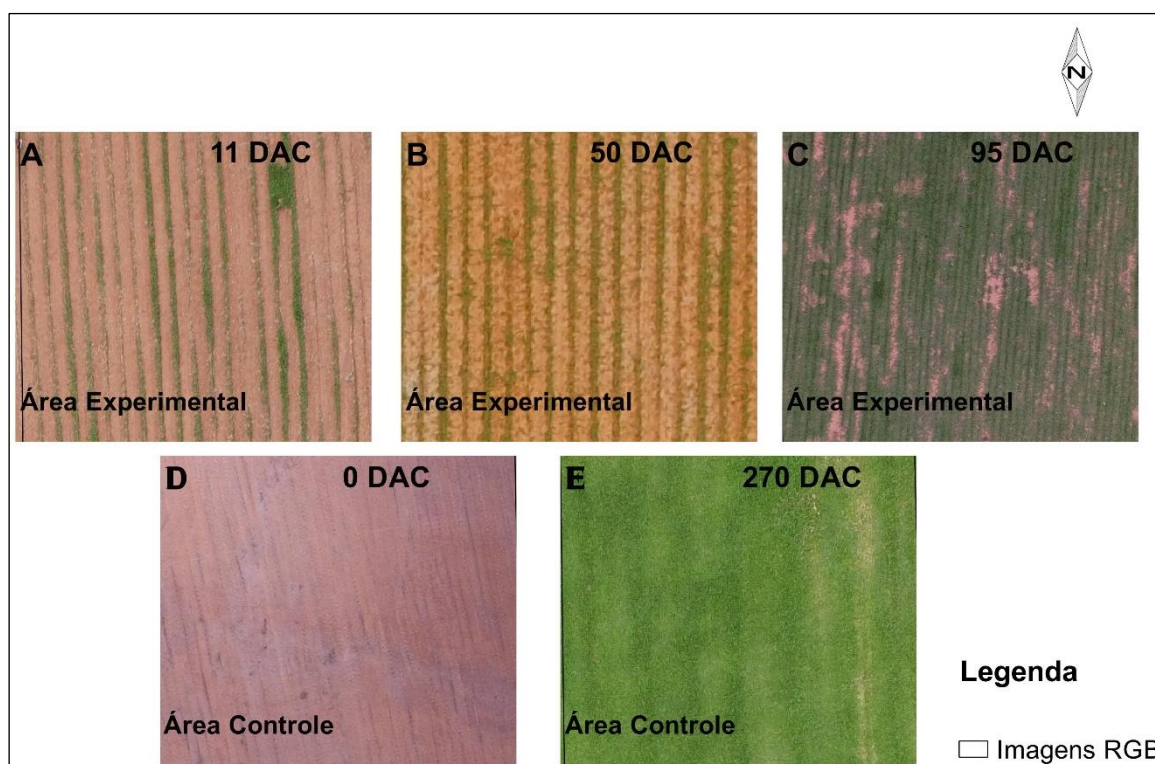 N
A 11 DAC
B 50 DAC
C 95 DAC
Área Experimental
Área Experimental
Área Experimental
D 0 DAC
E 270 DAC
Área Controle
Área Controle
Legenda
Imagens RGB